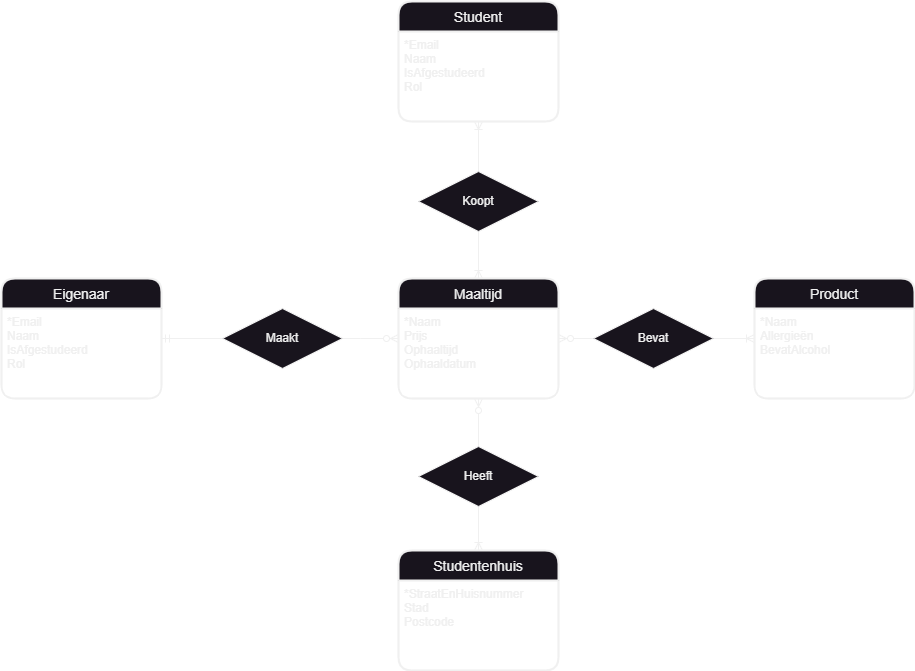 Student
*Email
Naam
IsAfgestudeerd
Rol
Koopt
Eigenaar
*Email
Naam
IsAfgestudeerd
Rol
Maakt
Maaltijd
*Naam
Prijs
Ophaaltijd
Ophaaldatum
Bevat
Product
*Naam
Allergieën
BevatAlcohol
Heeft
Studentenhuis
*StraatEnHuisnummer
Stad
Postcode